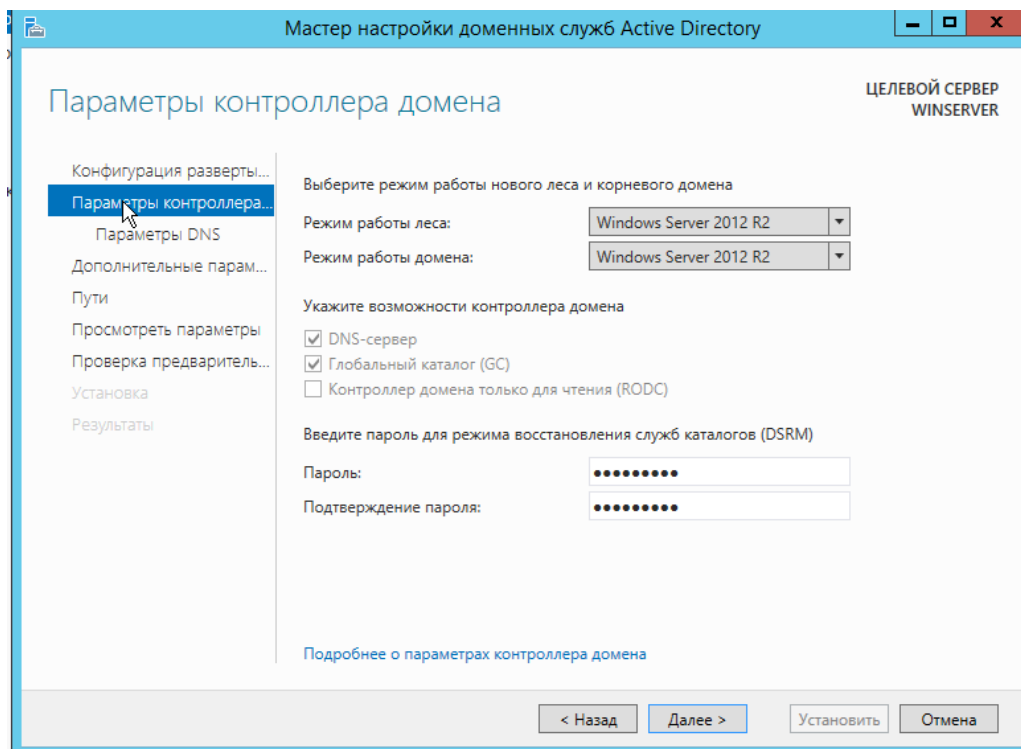 Мастер настройки доменных служб Active Directory
Параметры контроллера домена
ЦЕЛЕВОЙ СЕРВЕР
WINSERVER
Конфигурация разверты...
Параметры контроллера...
Параметры DNS
Дополнительные парам...
Пути
Просмотреть параметры
Проверка предваритель...
Установка
Результаты
Выберите режим работы нового леса и корневого домена
Режим работы леса: Windows Server 2012 R2
Режим работы домена: Windows Server 2012 R2
Укажите возможности контроллера домена
DNS-сервер
Глобальный каталог (GC)
Контроллер домена только для чтения (RODC)
Введите пароль для режима восстановления служб каталогов (DSRM)
Пароль: •••••••••
Подтверждение пароля: •••••••••
Подробнее о параметрах контроллера домена
< Назад Далее > Установить Отмена